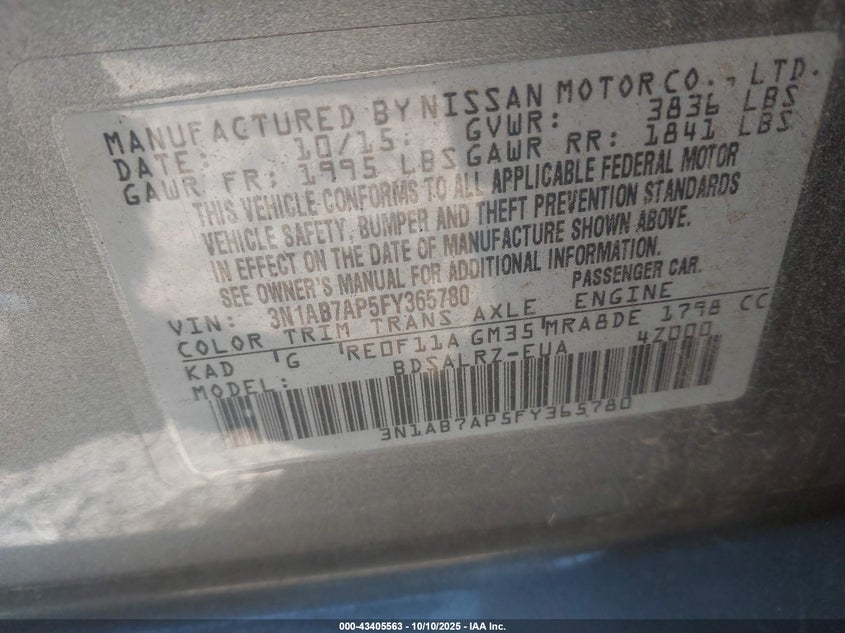 MANUFACTURED BY NISSAN MOTOR CO., LTD.
DATE: 10/15 GVWR: 3836 LBS
GAWR FR: 1995 LBS GAWR RR: 1841 LBS
THIS VEHICLE CONFORMS TO ALL APPLICABLE FEDERAL MOTOR
VEHICLE SAFETY, BUMPER AND THEFT PREVENTION STANDARDS
IN EFFECT ON THE DATE OF MANUFACTURE SHOWN ABOVE.
SEE OWNER'S MANUAL FOR ADDITIONAL INFORMATION.
VIN: 3N1AB7AP5FY365780 PASSENGER CAR.
COLOR TRIM TRANS AXLE ENGINE
KAD G RE0F11A GM35 MRA8DE 1798 CC
MODEL: BDSALRZ-EUA 4Z000
3N1AB7AP5FY365780
000-43405563 - 10/10/2025 - IAA Inc.